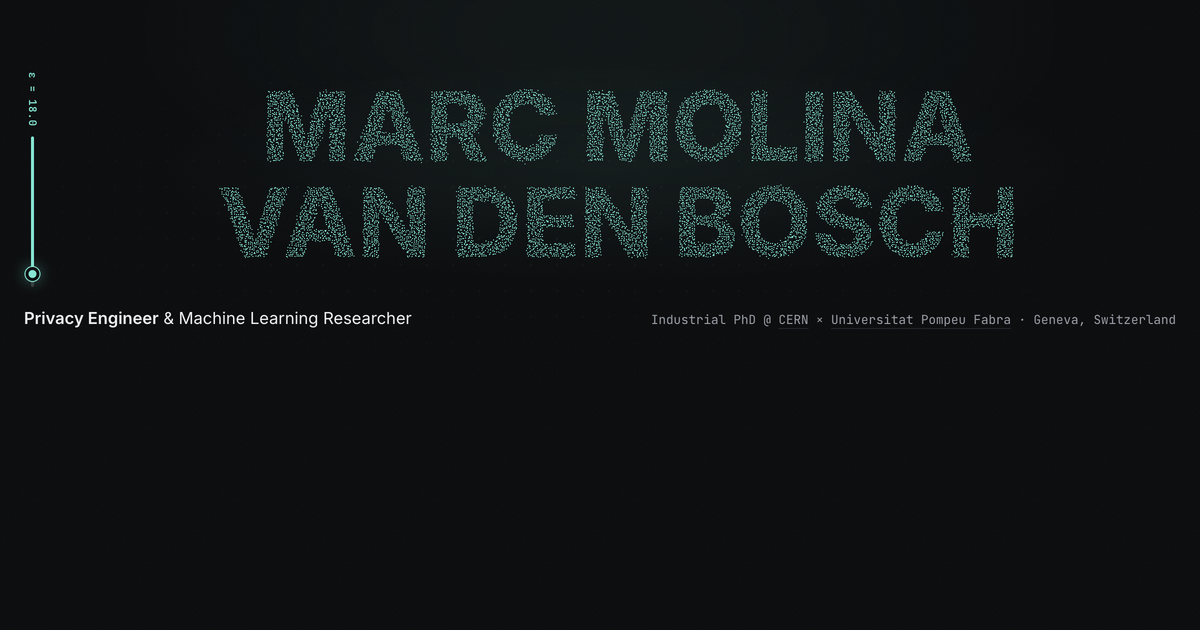 ε = 18.0
MARC MOLINA
VAN DEN BOSCH
Privacy Engineer & Machine Learning Researcher
Industrial PhD @ CERN × Universitat Pompeu Fabra · Geneva, Switzerland